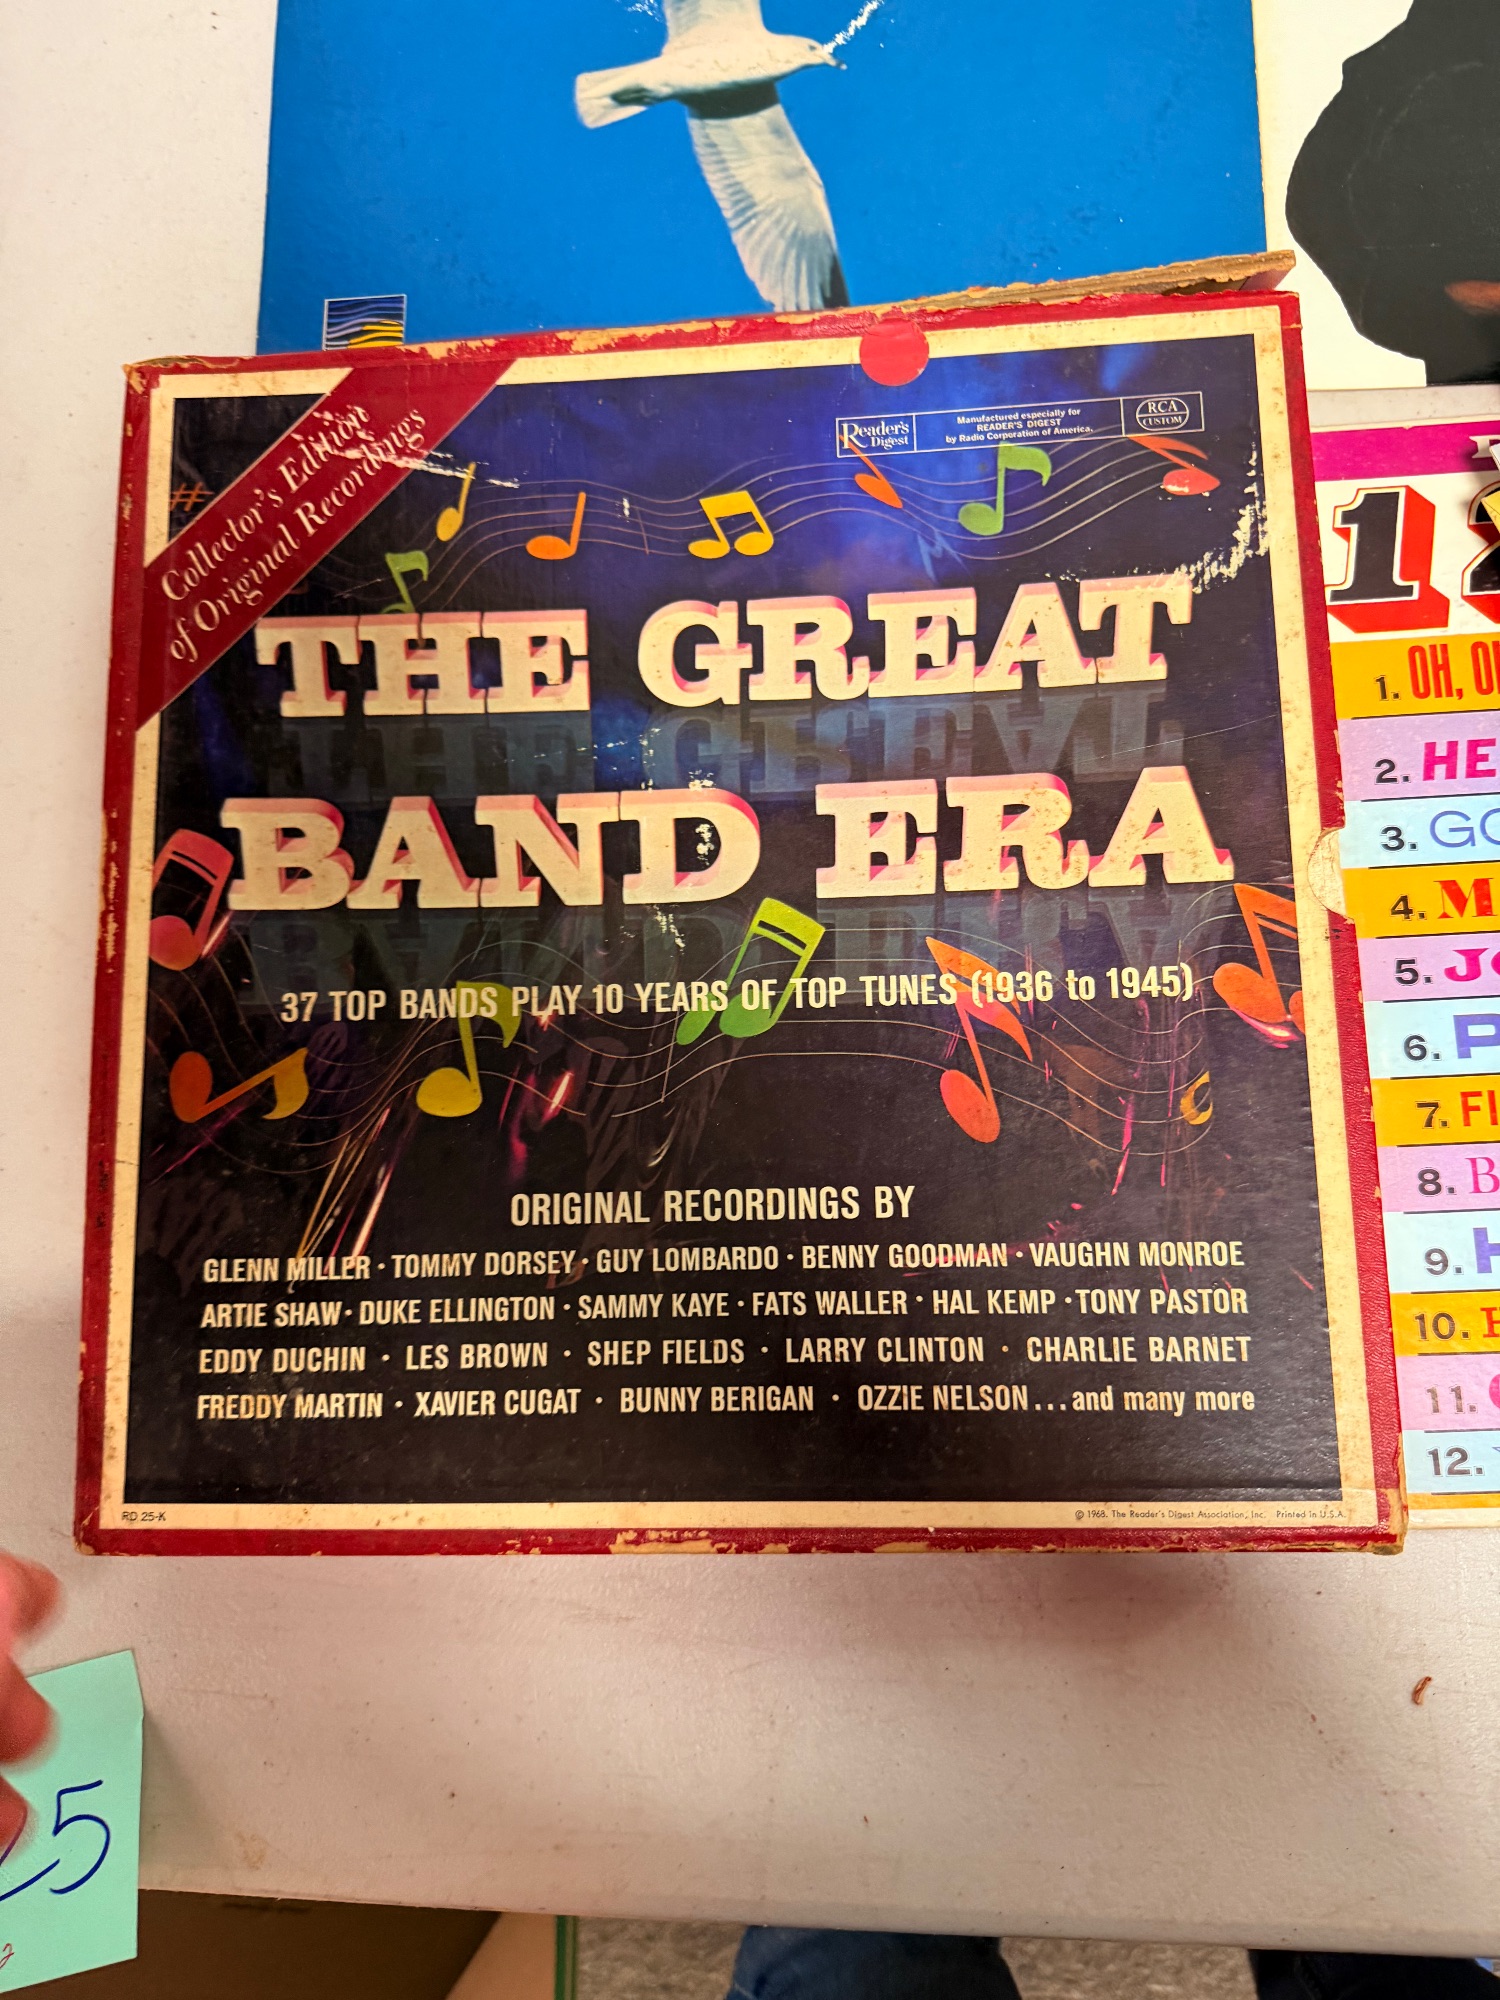 Collector's Edition
of Original Recordings
Reader's
Digest
Manufactured especially for
READER'S DIGEST
by Radio Corporation of America.
RCA
CUSTOM
THE GREAT
BAND ERA
37 TOP BANDS PLAY 10 YEARS OF TOP TUNES (1936 to 1945)
ORIGINAL RECORDINGS BY
GLENN MILLER · TOMMY DORSEY · GUY LOMBARDO · BENNY GOODMAN · VAUGHN MONROE
ARTIE SHAW · DUKE ELLINGTON · SAMMY KAYE · FATS WALLER · HAL KEMP · TONY PASTOR
EDDY DUCHIN · LES BROWN · SHEP FIELDS · LARRY CLINTON · CHARLIE BARNET
FREDDY MARTIN · XAVIER CUGAT · BUNNY BERIGAN · OZZIE NELSON...and many more
RD 25-K
© 1968. The Reader's Digest Association, Inc. Printed in U.S.A.
1. OH,
2.
3.
4.
5.
6.
7.
8.
9.
10.
11.
12.
5